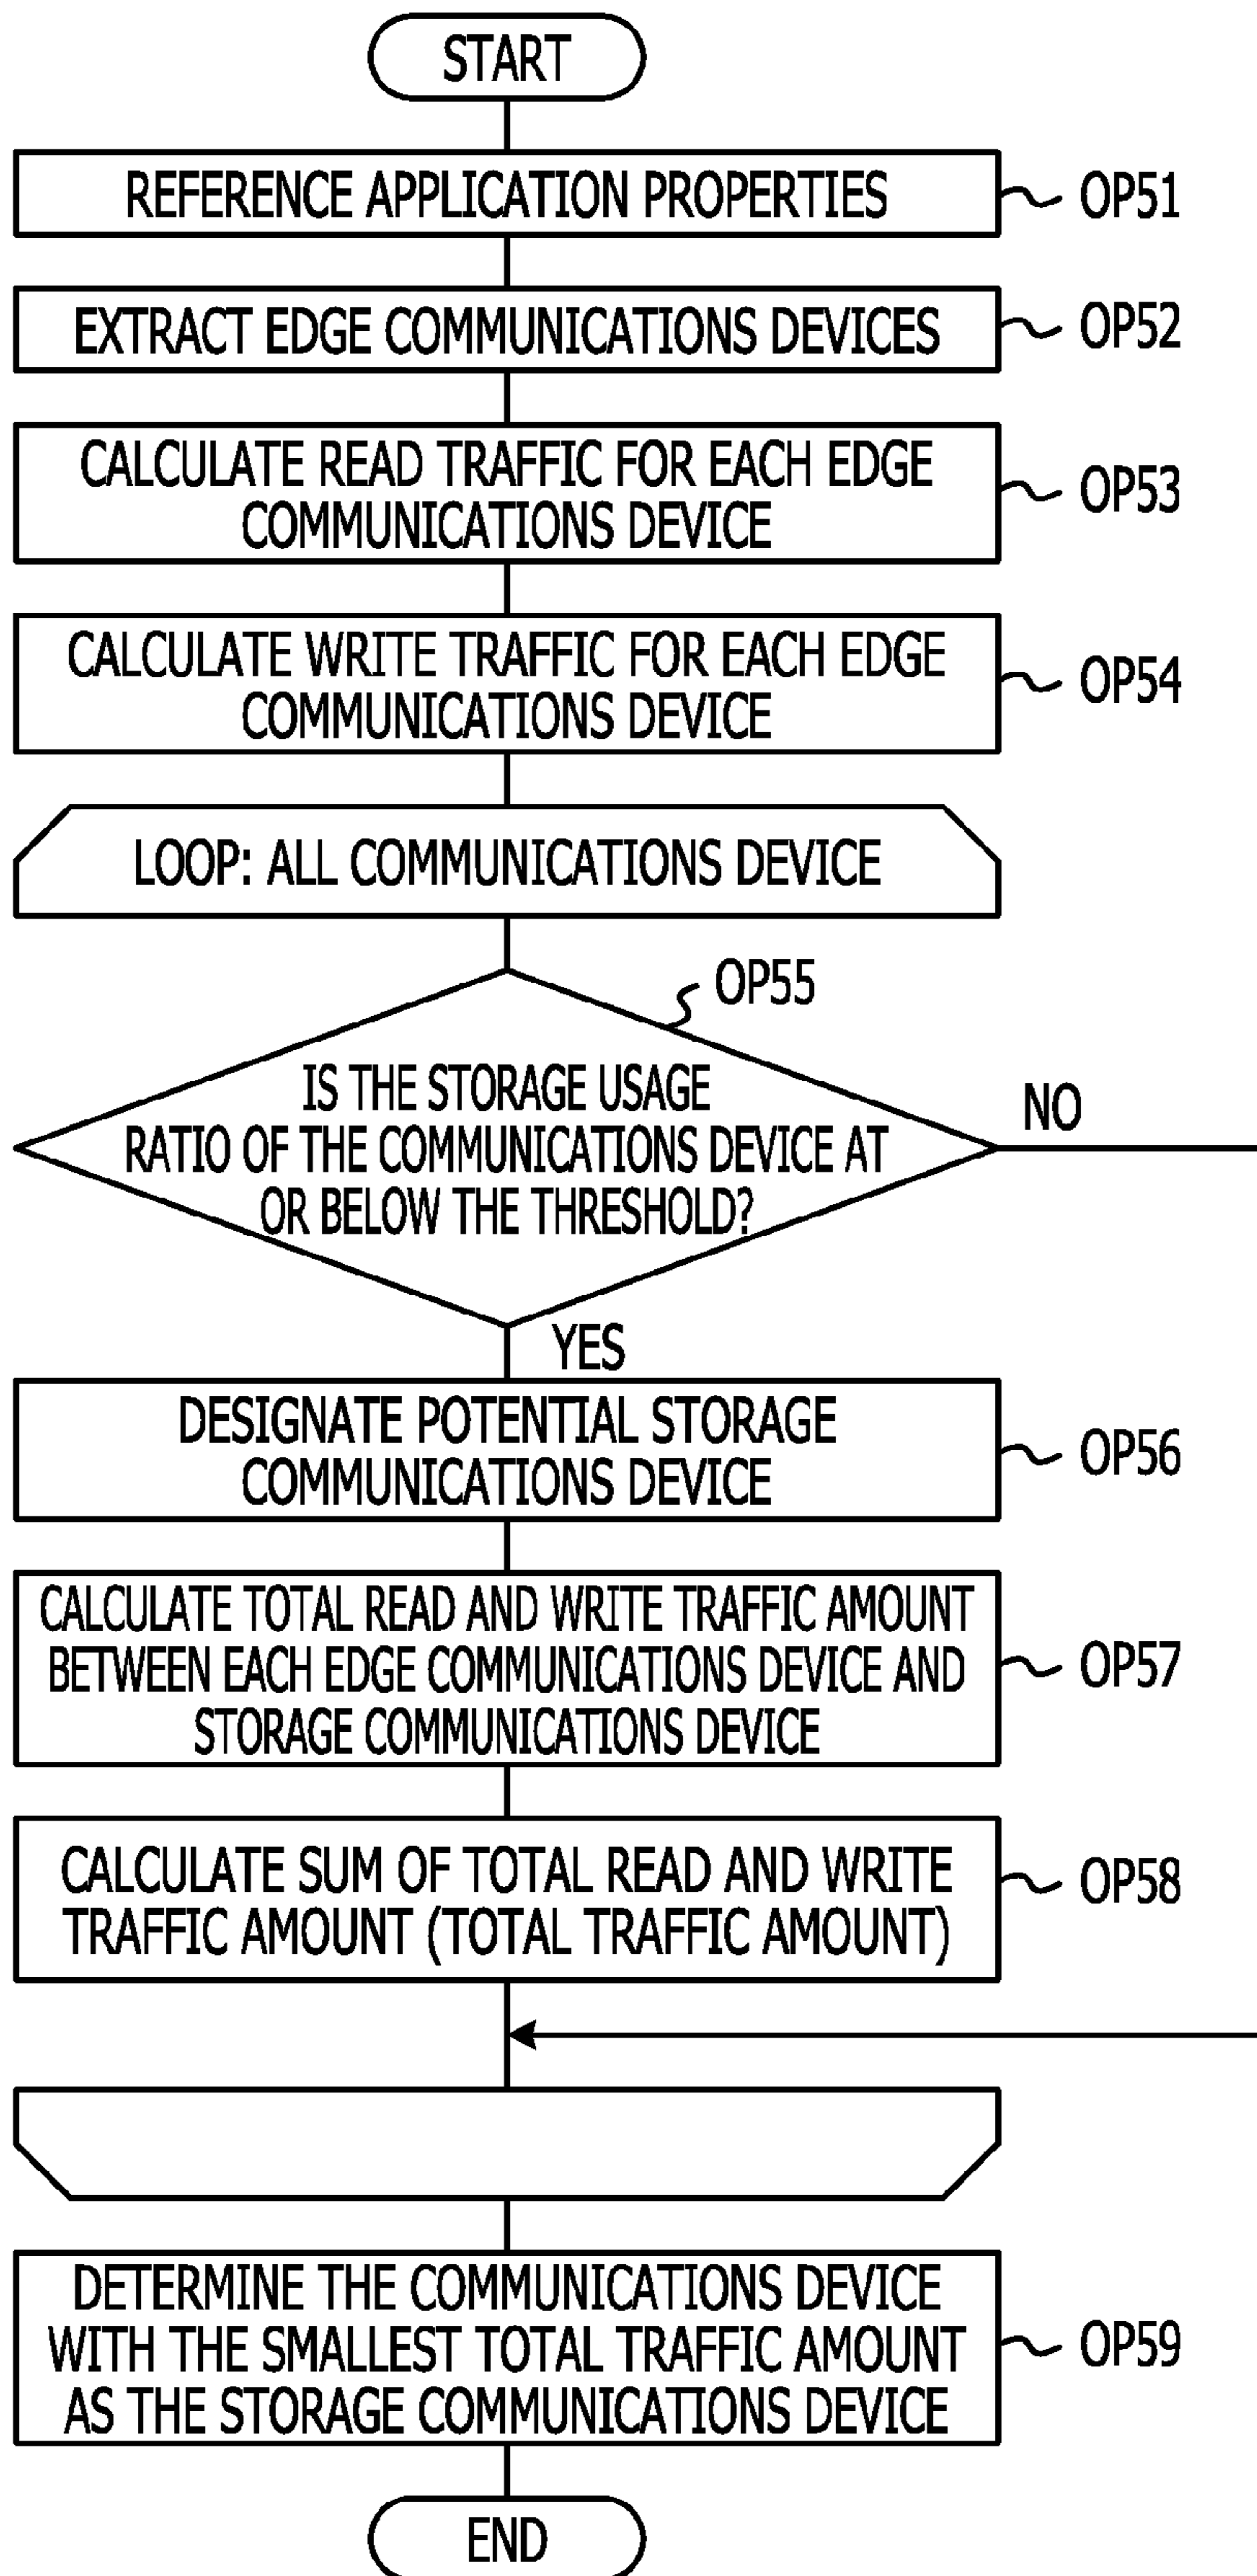 START
REFERENCE APPLICATION PROPERTIES
OP51
EXTRACT EDGE COMMUNICATIONS DEVICES
OP52
CALCULATE READ TRAFFIC FOR EACH EDGE
COMMUNICATIONS DEVICE
OP53
CALCULATE WRITE TRAFFIC FOR EACH EDGE
COMMUNICATIONS DEVICE
OP54
LOOP: ALL COMMUNICATIONS DEVICE
OP55
IS THE STORAGE USAGE
RATIO OF THE COMMUNICATIONS DEVICE AT
OR BELOW THE THRESHOLD?
NO
YES
DESIGNATE POTENTIAL STORAGE
COMMUNICATIONS DEVICE
OP56
CALCULATE TOTAL READ AND WRITE TRAFFIC AMOUNT
BETWEEN EACH EDGE COMMUNICATIONS DEVICE AND
STORAGE COMMUNICATIONS DEVICE
OP57
CALCULATE SUM OF TOTAL READ AND WRITE
TRAFFIC AMOUNT (TOTAL TRAFFIC AMOUNT)
OP58
DETERMINE THE COMMUNICATIONS DEVICE
WITH THE SMALLEST TOTAL TRAFFIC AMOUNT
AS THE STORAGE COMMUNICATIONS DEVICE
OP59
END